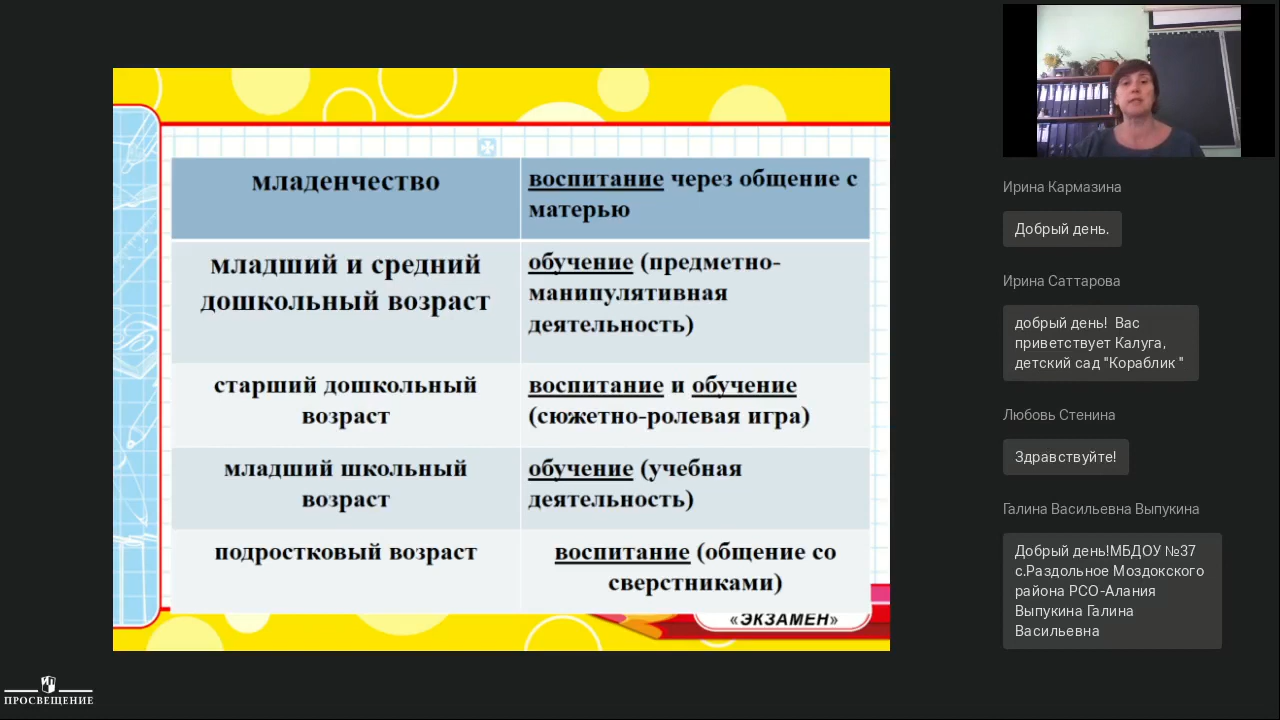 младенчество
воспитание через общение с
матерью
младший и средний
дошкольный возраст
обучение (предметно-
манипулятивная
деятельность)
старший дошкольный
возраст
воспитание и обучение
(сюжетно-ролевая игра)
младший школьный
возраст
обучение (учебная
деятельность)
подростковый возраст
воспитание (общение со
сверстниками)
«ЭКЗАМЕН»
ПРОСВЕЩЕНИЕ
Ирина Кармазина
Добрый день.
Ирина Саттарова
добрый день! Вас
приветствует Калуга,
детский сад "Кораблик"
Любовь Стенина
Здравствуйте!
Галина Васильевна Выпукина
Добрый день!МБДОУ №37
с.Раздольное Моздокского
района РСО-Алания
Выпукина Галина
Васильевна